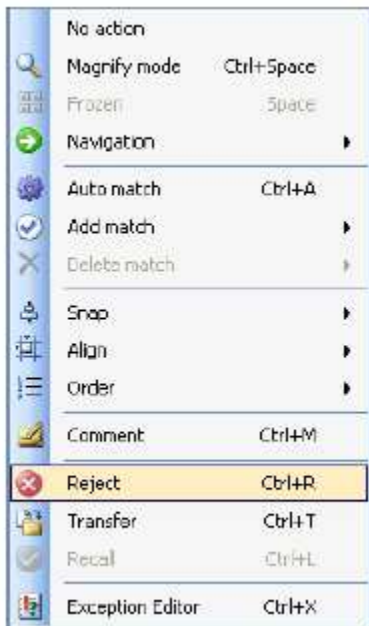 No action
Magnify mode Ctrl+Space
Frozen Space
Navigation
Auto match Ctrl+A
Add match
Delete match
Snap
Align
Order
Comment Ctrl+M
Reject Ctrl+R
Transfer Ctrl+T
Recall Ctrl+L
Exception Editor Ctrl+X